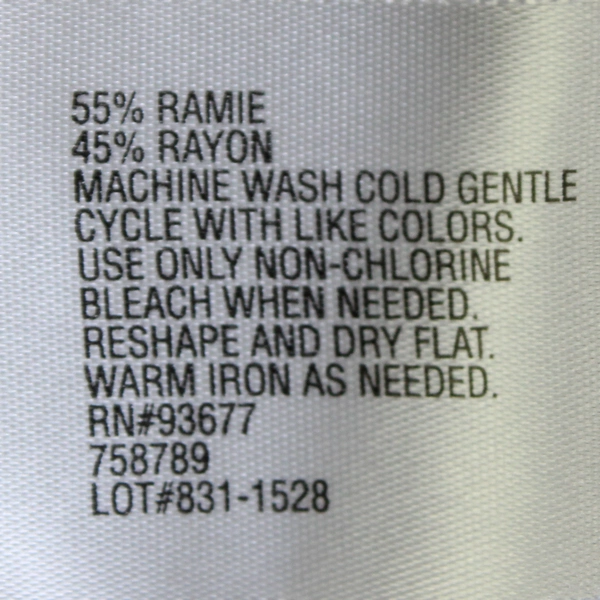 55% RAMIE
45% RAYON
MACHINE WASH COLD GENTLE
CYCLE WITH LIKE COLORS.
USE ONLY NON-CHLORINE
BLEACH WHEN NEEDED.
RESHAPE AND DRY FLAT.
WARM IRON AS NEEDED.
RN#93677
758789
LOT#831-1528